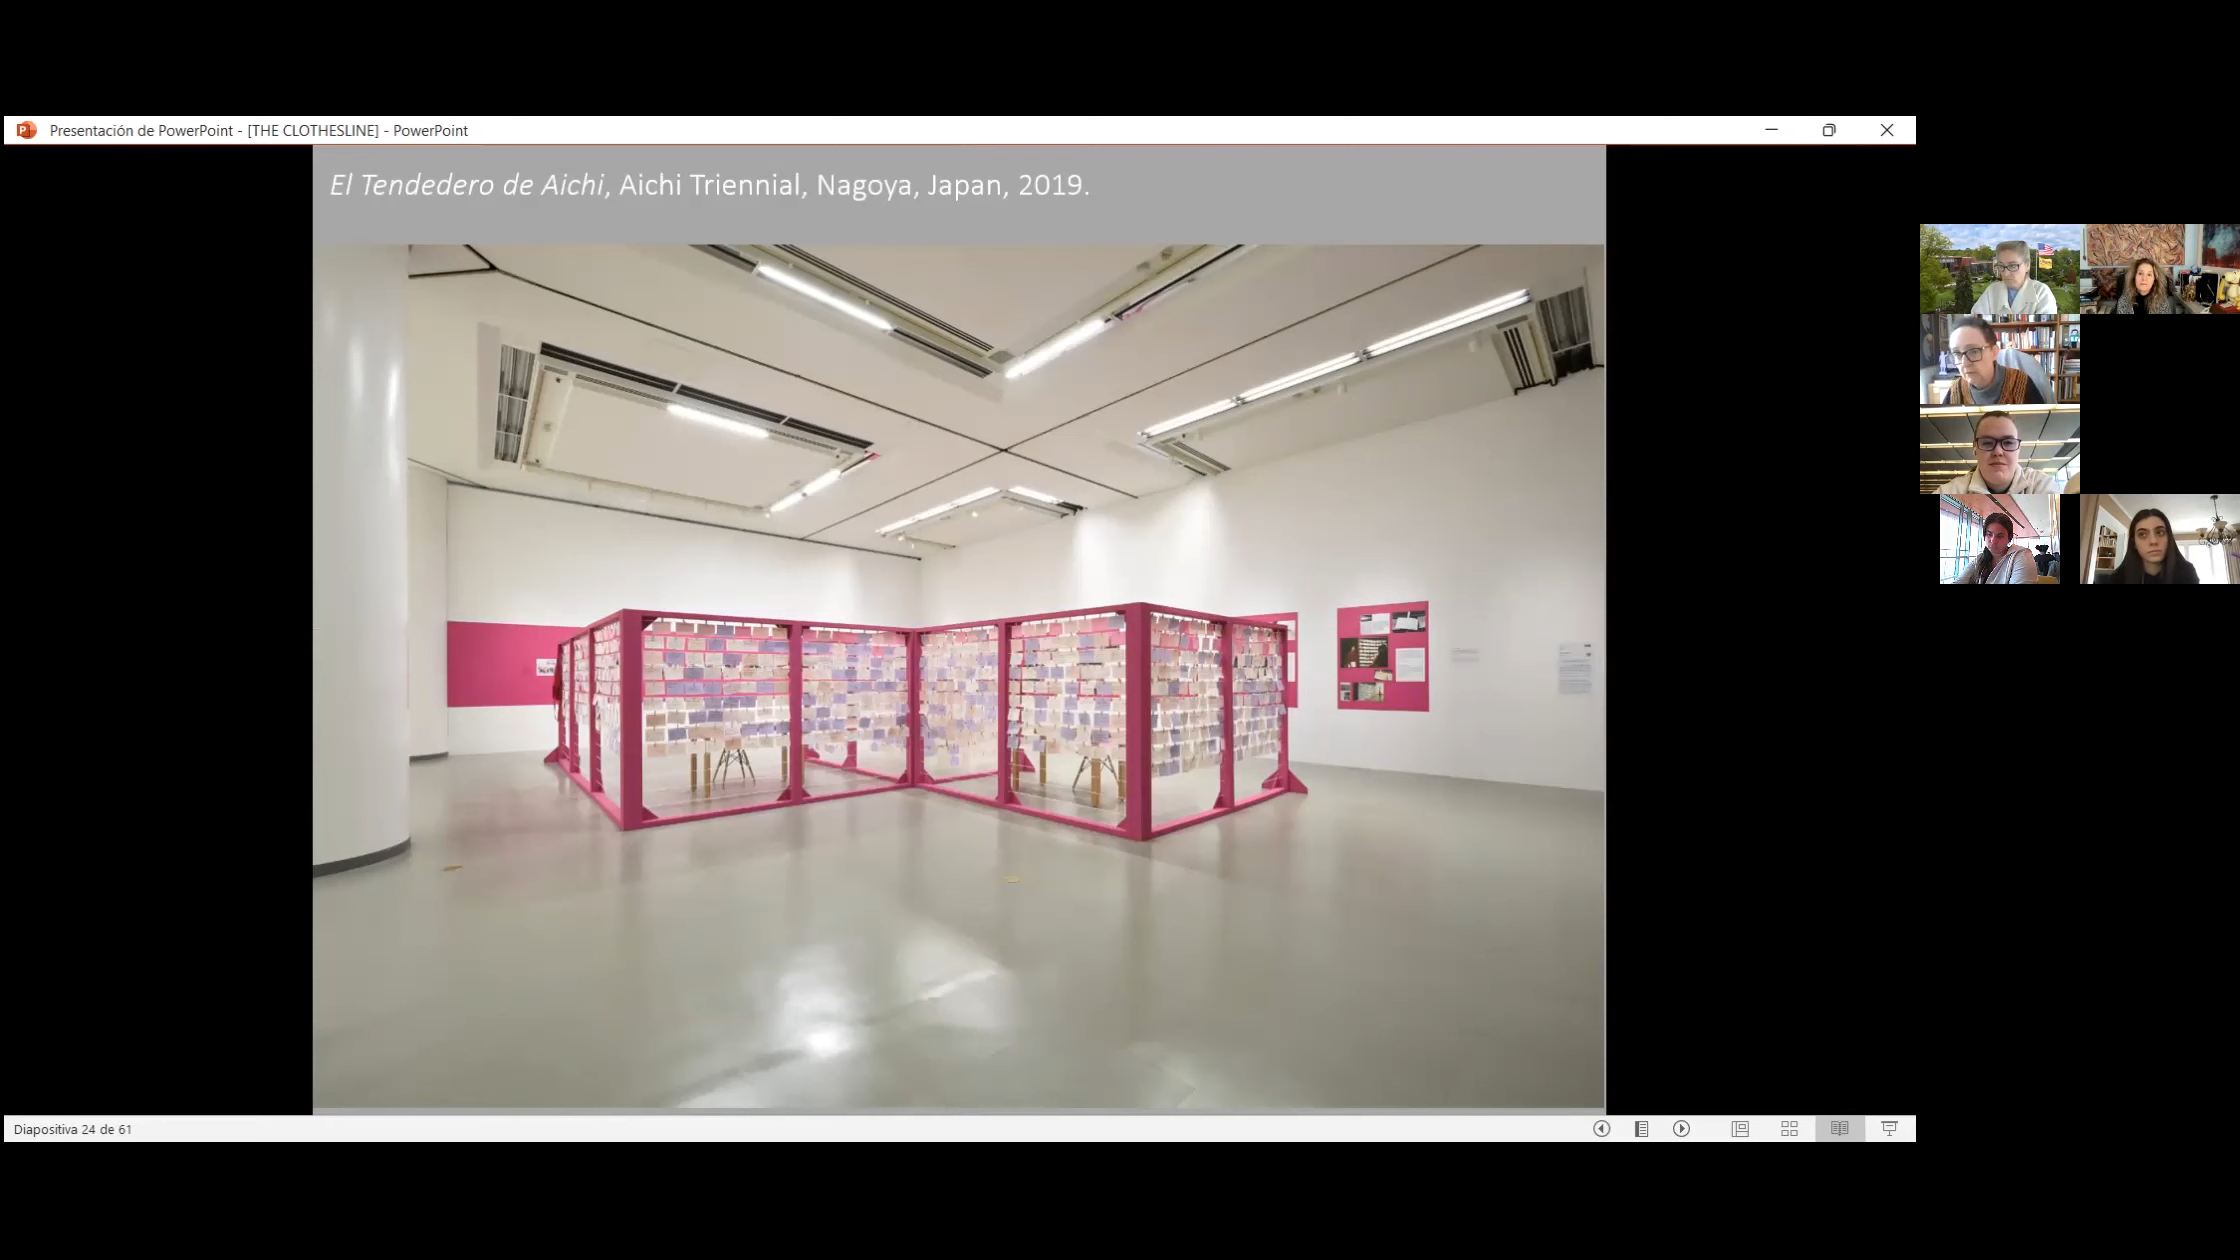 Presentación de PowerPoint - [THE CLOTHESLINE] - PowerPoint
El Tendedero de Aichi, Aichi Triennial, Nagoya, Japan, 2019.
Diapositiva 24 de 61